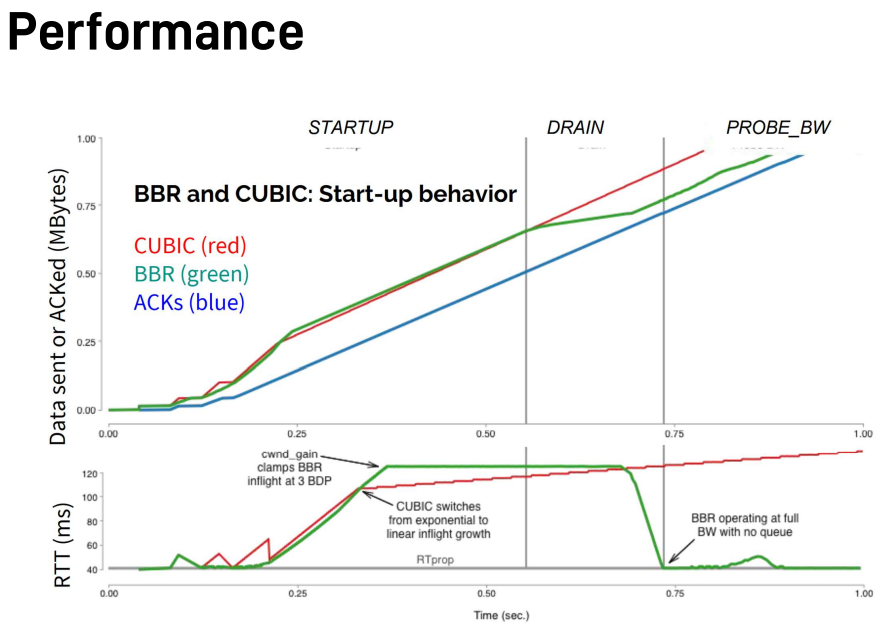 Performance
STARTUP DRAIN PROBE_BW
1.00
BBR and CUBIC: Start-up behavior
0.75
CUBIC (red)
0.50
BBR (green)
ACKs (blue)
0.25
0.00
Data sent or ACKed (MBytes)
0.00 0.25 0.50 0.75 1.00
cwnd_gain
clamps BBR
inflight at 3 BDP
120
100
80
60
40
RTT (ms)
CUBIC switches
from exponential to
linear inflight growth
BBR operating at full
BW with no queue
RTprop
0.00 0.25 0.50 0.75 1.00
Time (sec.)